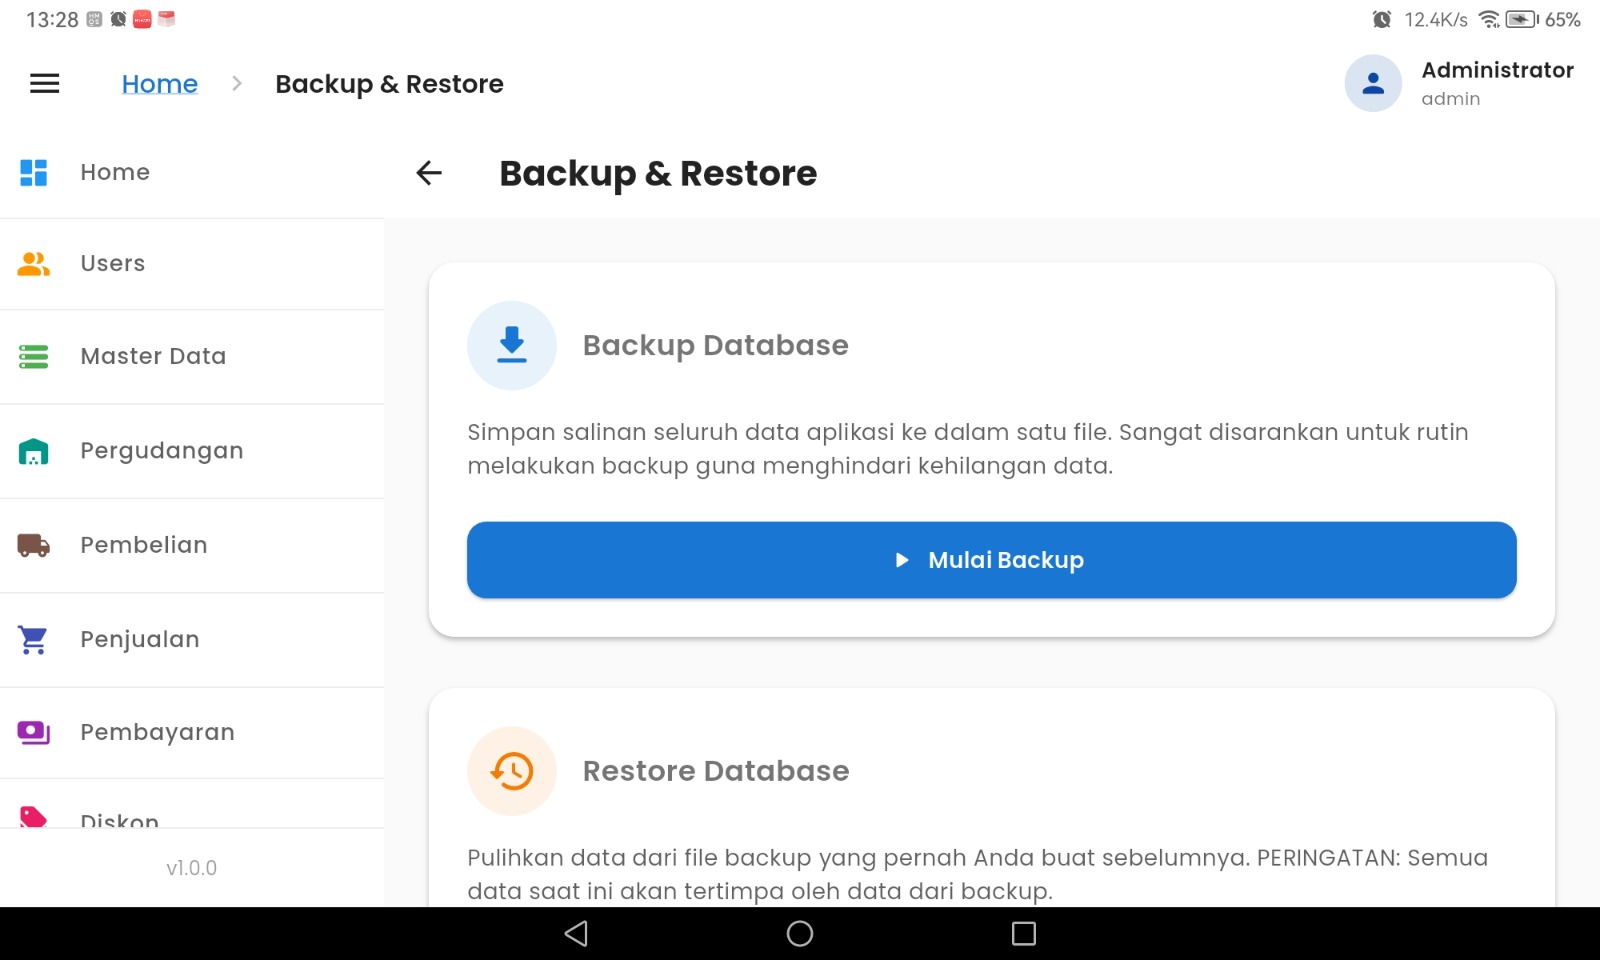 13:28
12.4K/s
65%
Home
Backup & Restore
Administrator
admin
Home
Users
Master Data
Pergudangan
Pembelian
Penjualan
Pembayaran
Diskon
v1.0.0
Backup & Restore
Backup Database
Simpan salinan seluruh data aplikasi ke dalam satu file. Sangat disarankan untuk rutin
melakukan backup guna menghindari kehilangan data.
Mulai Backup
Restore Database
Pulihkan data dari file backup yang pernah Anda buat sebelumnya. PERINGATAN: Semua
data saat ini akan tertimpa oleh data dari backup.